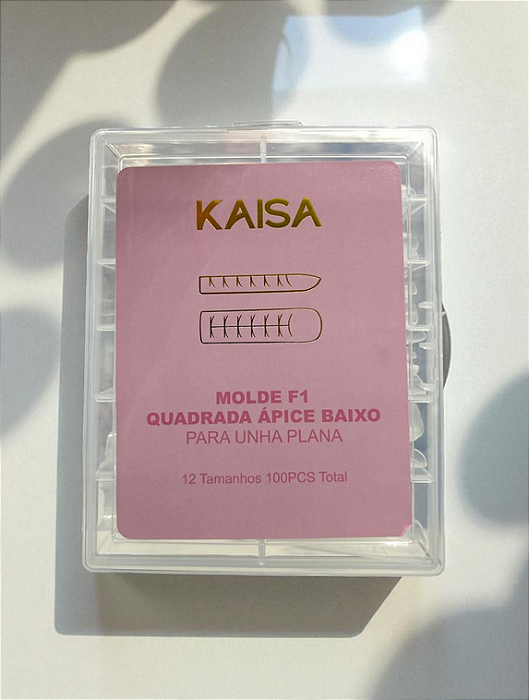 KAISA
MOLDE F1
QUADRADA ÁPICE BAIXO
PARA UNHA PLANA
12 Tamanhos 100PCS Total